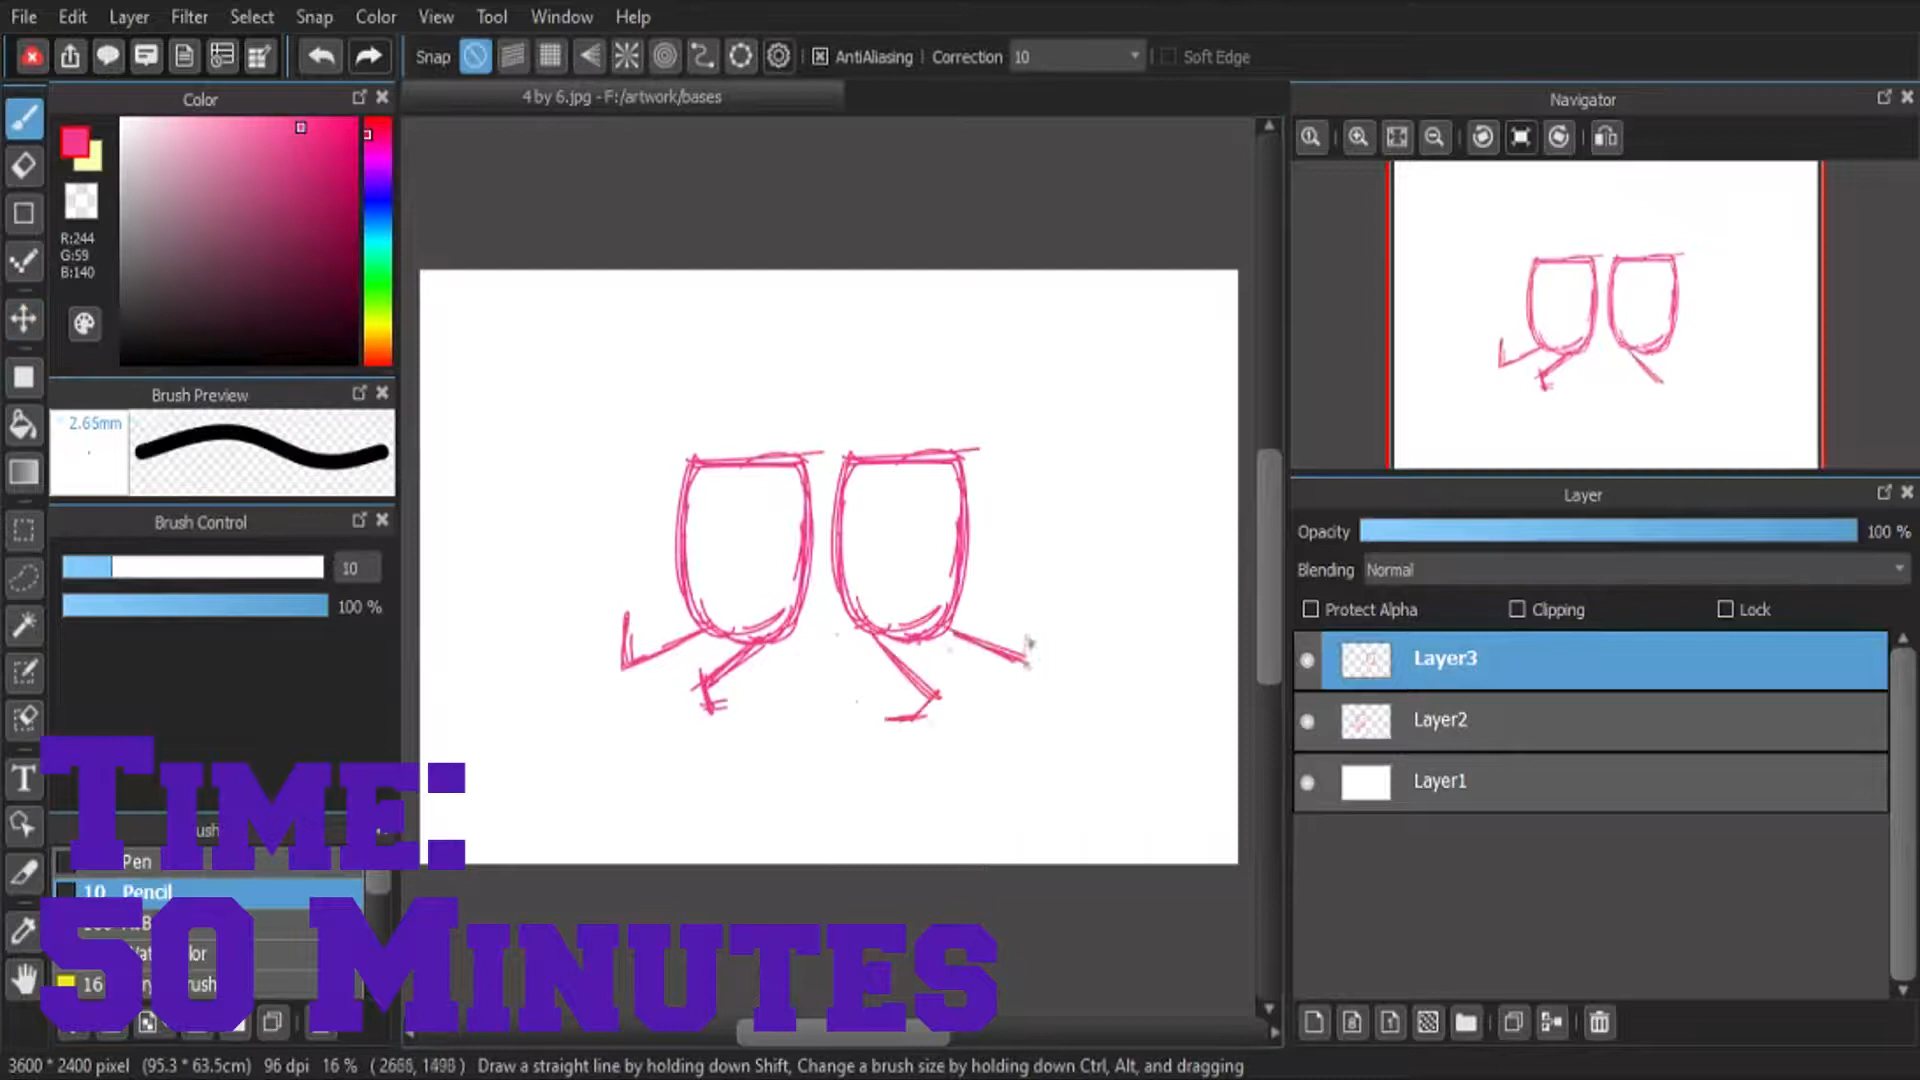 File Edit Layer Filter Select Snap Color View Tool Window Help
Snap AntiAliasing Correction 10 Soft Edge
Color
4 by 6.jpg - F:/artwork/bases
Navigator
R:244
G:59
B:140
Brush Preview
2.65mm
Brush Control
10
100 %
Layer
Opacity 100 %
Blending Normal
Protect Alpha Clipping Lock
Layer3
Layer2
Layer1
Pen
10 Pencil
16
Time:
50 Minutes
3600 * 2400 pixel (95.3 * 63.5cm) 96 dpi 16 % ( 2666, 1498 ) Draw a straight line by holding down Shift, Change a brush size by holding down Ctrl, Alt, and dragging